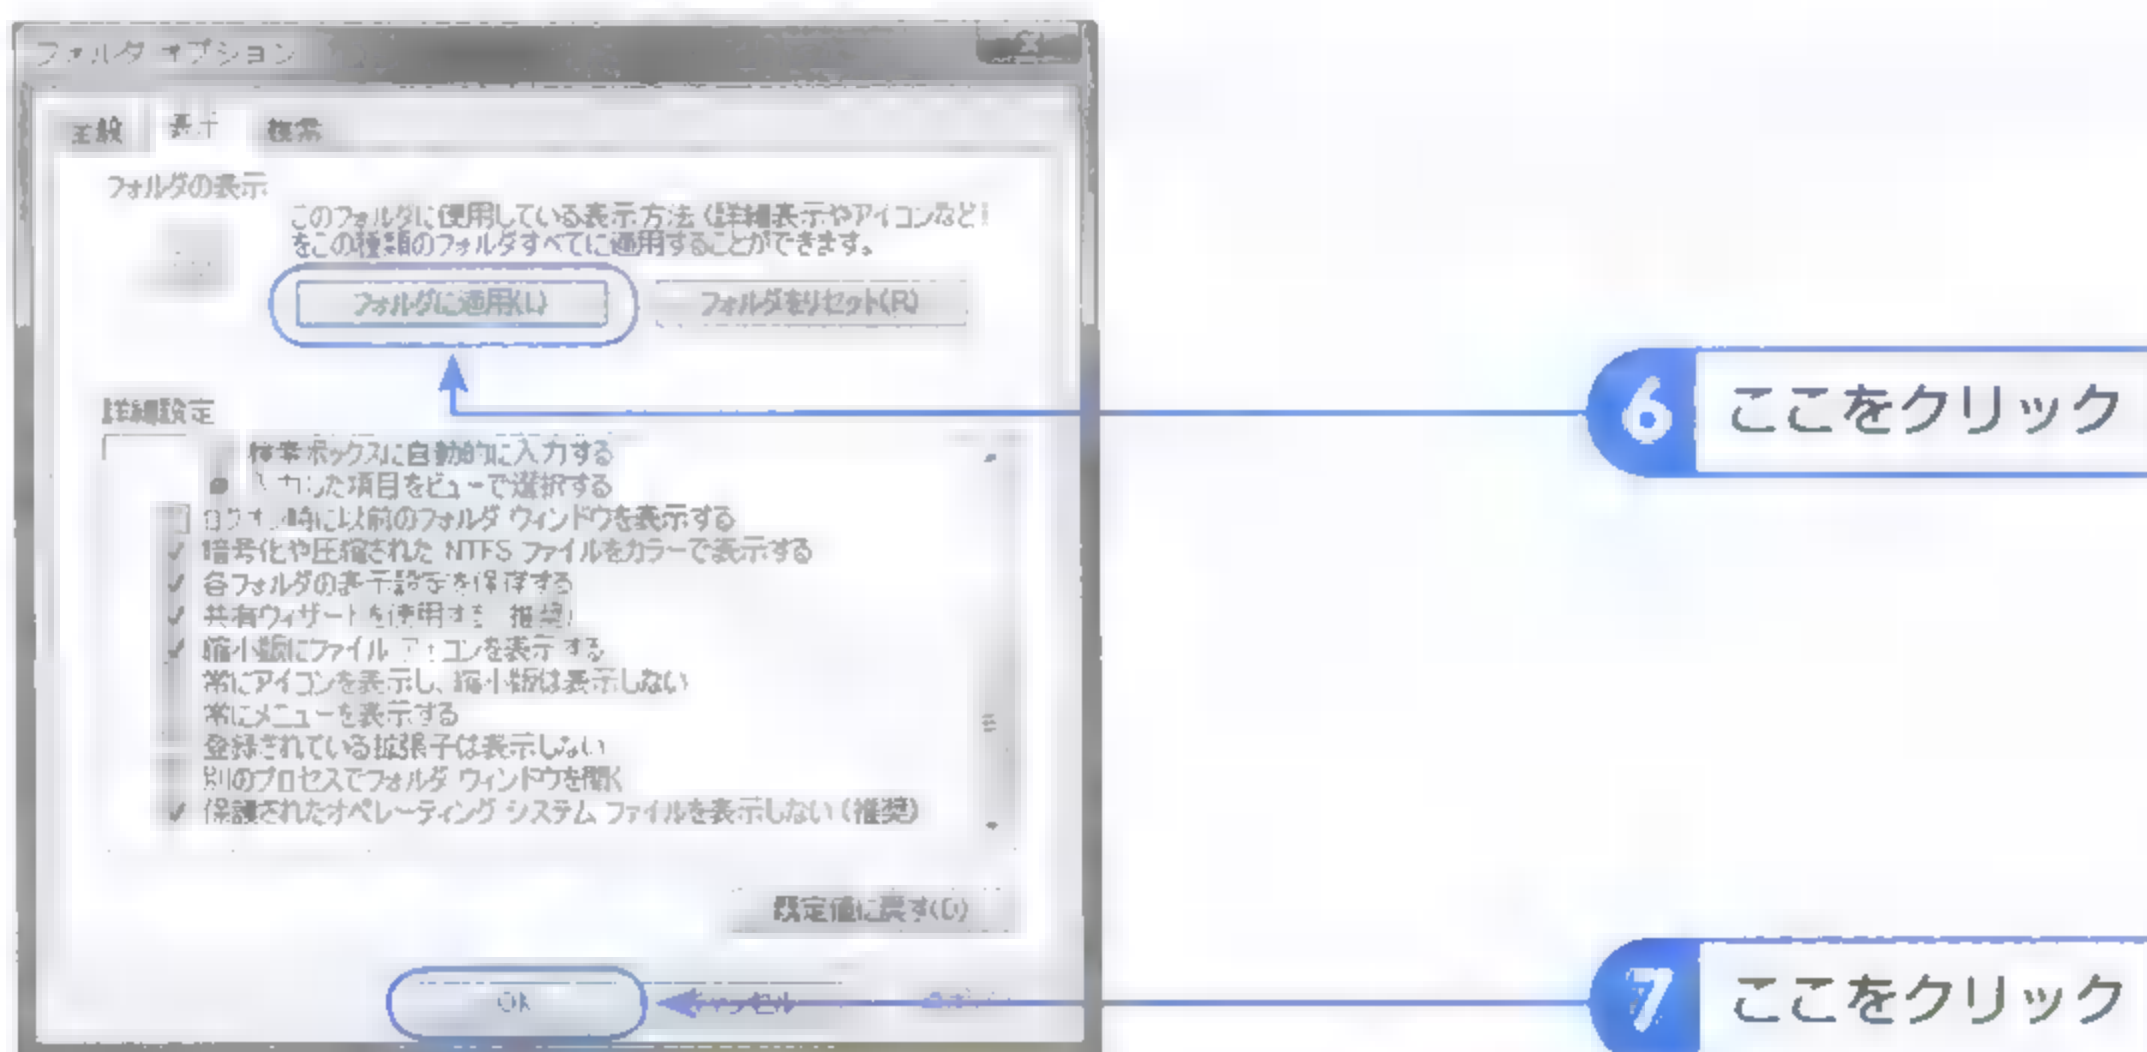 フォルダ オプション
全般 表示 検索
フォルダの表示
このフォルダに使用している表示方法 (詳細表示やアイコンなど)
をこの種類のフォルダすべてに適用することができます。
フォルダに適用(L) フォルダをリセット(R)
6 ここをクリック
詳細設定
検索ボックスに自動的に入力する
入力した項目をビューで選択する
ログオン時に以前のフォルダ ウィンドウを表示する
暗号化や圧縮された NTFS ファイルをカラーで表示する
各フォルダの表示設定を保存する
共有ウィザードを使用する (推奨)
縮小版にファイル アイコンを表示する
常にアイコンを表示し、縮小版は表示しない
常にメニューを表示する
登録されている拡張子は表示しない
別のプロセスでフォルダ ウィンドウを開く
保護されたオペレーティング システム ファイルを表示しない (推奨)
既定値に戻す(D)
OK キャンセル
7 ここをクリック